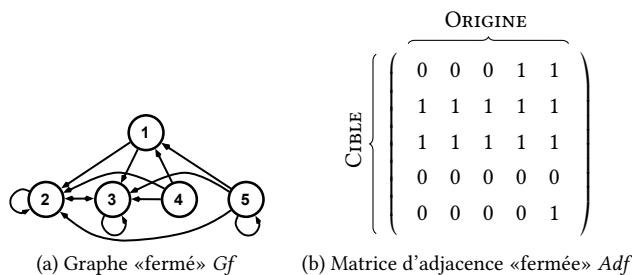 ORIGINE
CIBLE
0 0 0 1 1
1 1 1 1 1
1 1 1 1 1
0 0 0 0 0
0 0 0 0 1
1
2 3 4 5
(a) Graphe «fermé» Gf
(b) Matrice d'adjacence «fermée» Adf